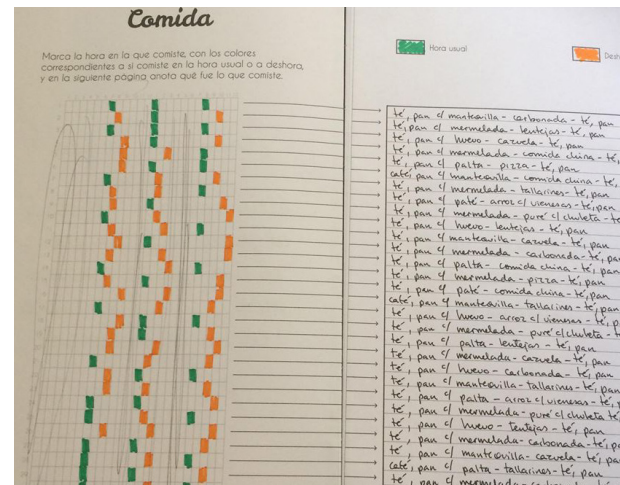 Comida
Marca la hora en la que comiste, con los colores
correspondientes a si comiste en la hora usual o a deshora,
y en la siguiente página anota qué fue lo que comiste.
Hora usual
té, pan c/ mantequilla - carbonada - té, pan
té, pan c/ mermelada - lentejas - té, pan
té, pan c/ huevo - cazuela - té, pan
té, pan c/ mermelada - comida china - té,
té, pan c/ palta - pizza - té, pan
café, pan c/ mantequilla - comida china - té,
té, pan c/ mermelada - tallarines - té, pan
té, pan c/ paté - arroz c/ vienesas - té, pan
té, pan c/ mermelada - puré c/ chuleta - té
té, pan c/ huevo - lentejas - té, pan
té, pan c/ mantequilla - cazuela - té, pan
té, pan c/ mermelada - carbonada - té, pan
té, pan c/ palta - comida china - té, pan
té, pan c/ mermelada - pizza - té, pan
té, pan c/ paté - comida china - té, pan
café, pan c/ mantequilla - tallarines - té, pan
té, pan c/ huevo - arroz c/ vienesas - té, p
té, pan c/ mermelada - puré c/ chuleta - t
té, pan c/ palta - lentejas - té, pan
té, pan c/ mermelada - cazuela - té, pan
té, pan c/ huevo - carbonada - té, pan
té, pan c/ mantequilla - tallarines - té, pan
té, pan c/ palta - arroz c/ vienesas - té,
té, pan c/ mermelada - puré c/ chuleta té,
té, pan c/ huevo - lentejas - té, pan
té, pan c/ mermelada - carbonada - té, pa
té, pan c/ mantequilla - cazuela - té, pa
café, pan c/ palta - tallarines - té, pan
té, pan c/ mermelada